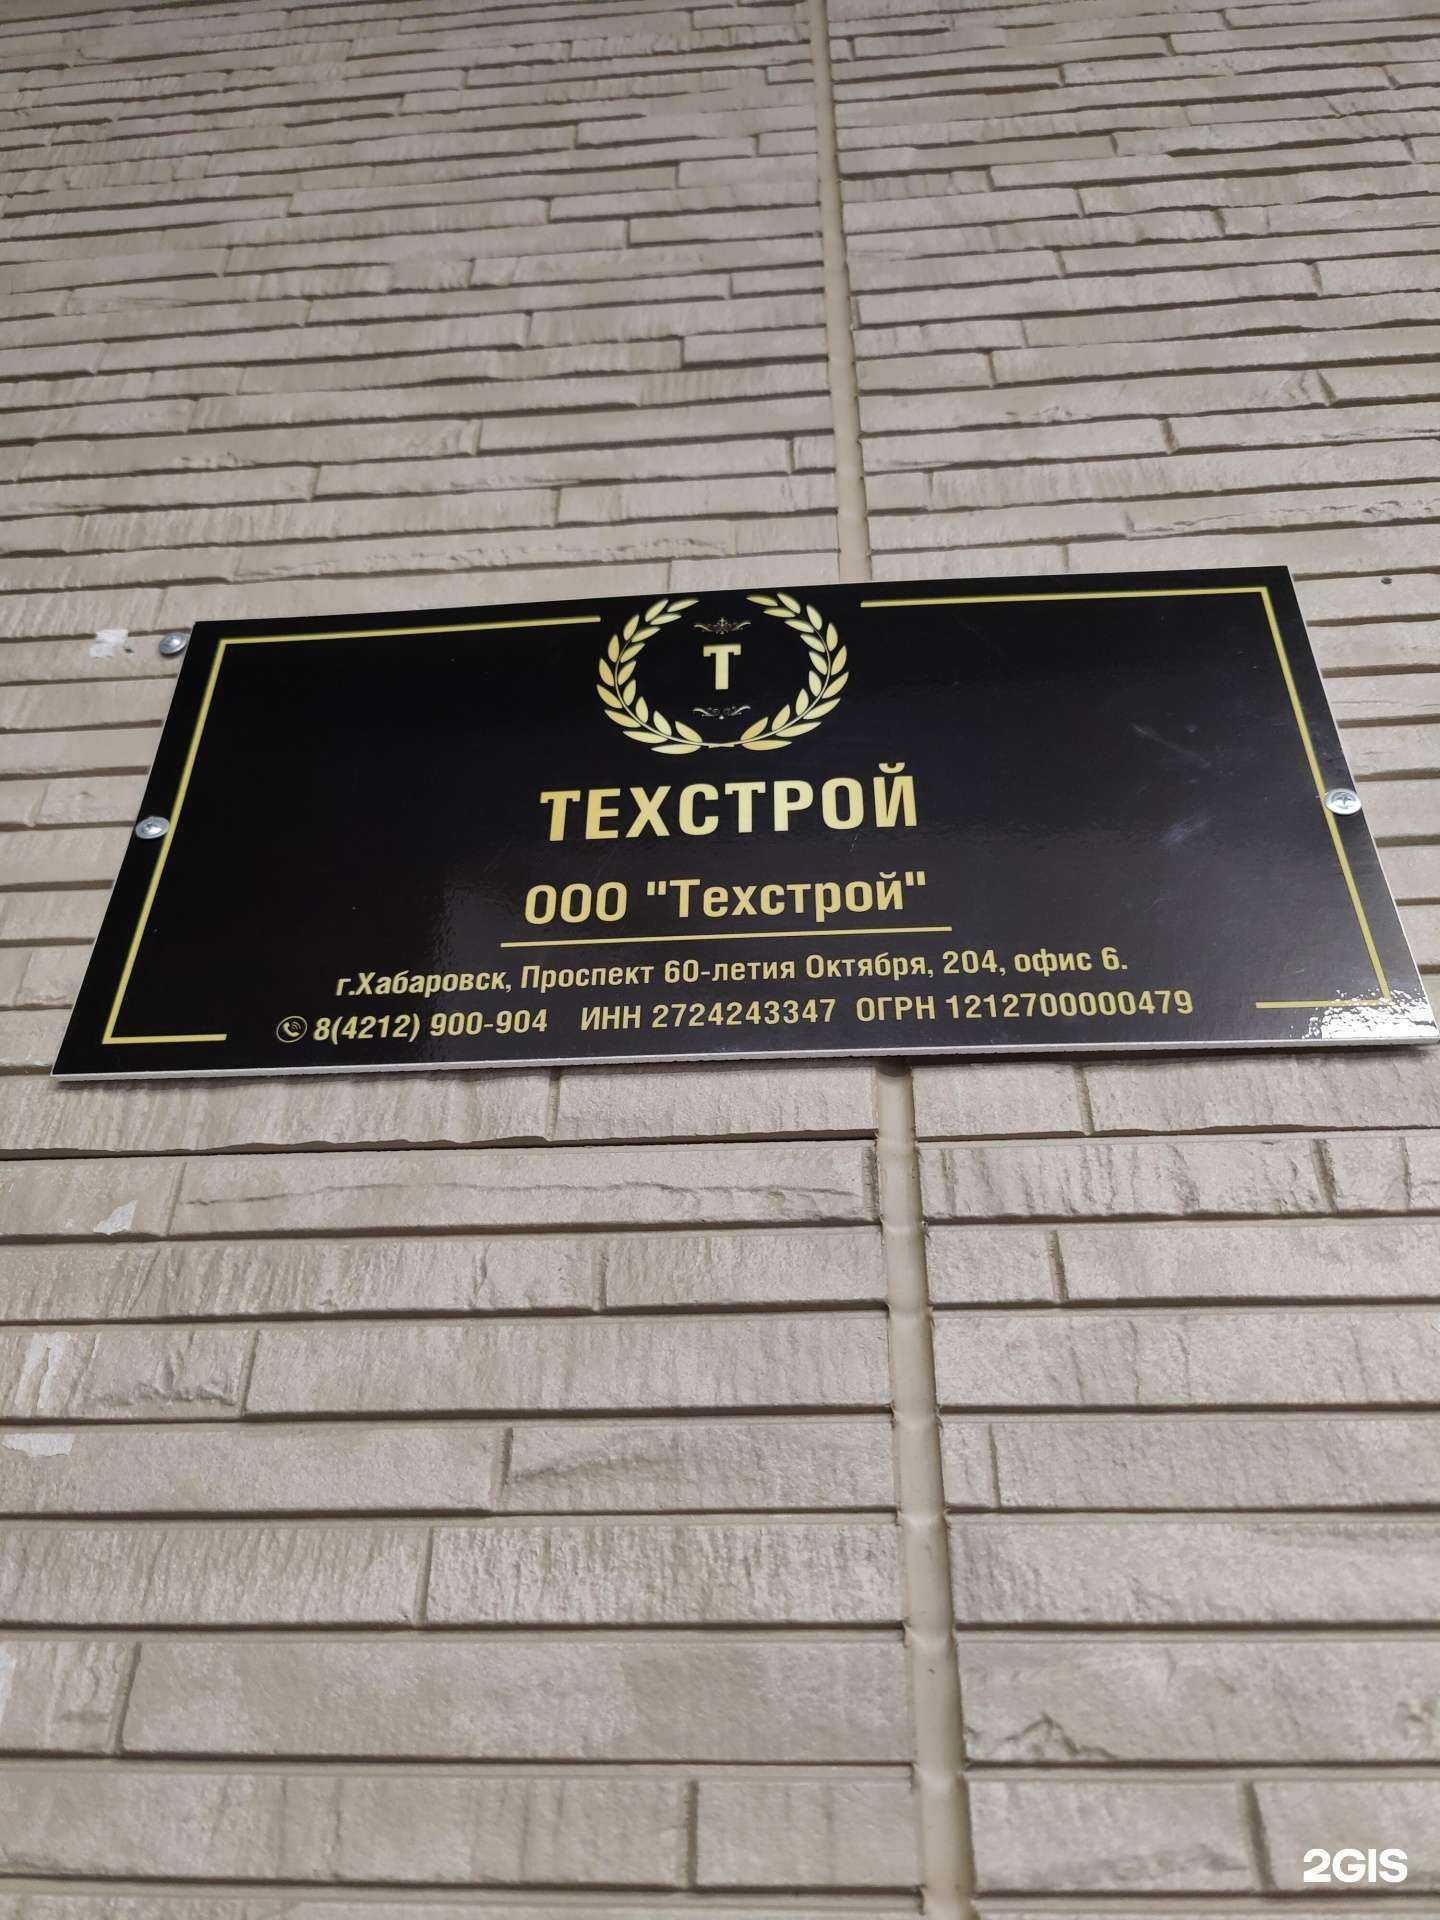 Т
ТЕХСТРОЙ
ООО "Техстрой"
г.Хабаровск, Проспект 60-летия Октября, 204, офис 6.
8(4212) 900-904 ИНН 2724243347 ОГРН 1212700000479
2GIS